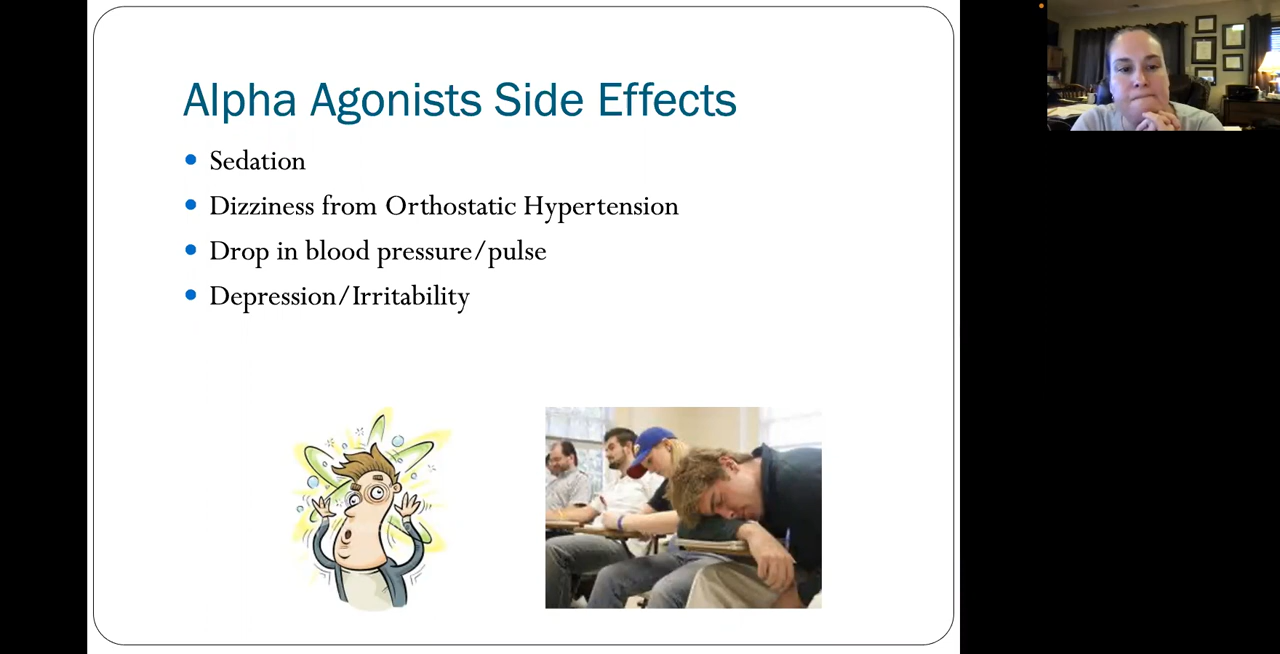 Alpha Agonists Side Effects
• Sedation
• Dizziness from Orthostatic Hypertension
• Drop in blood pressure/pulse
• Depression/Irritability